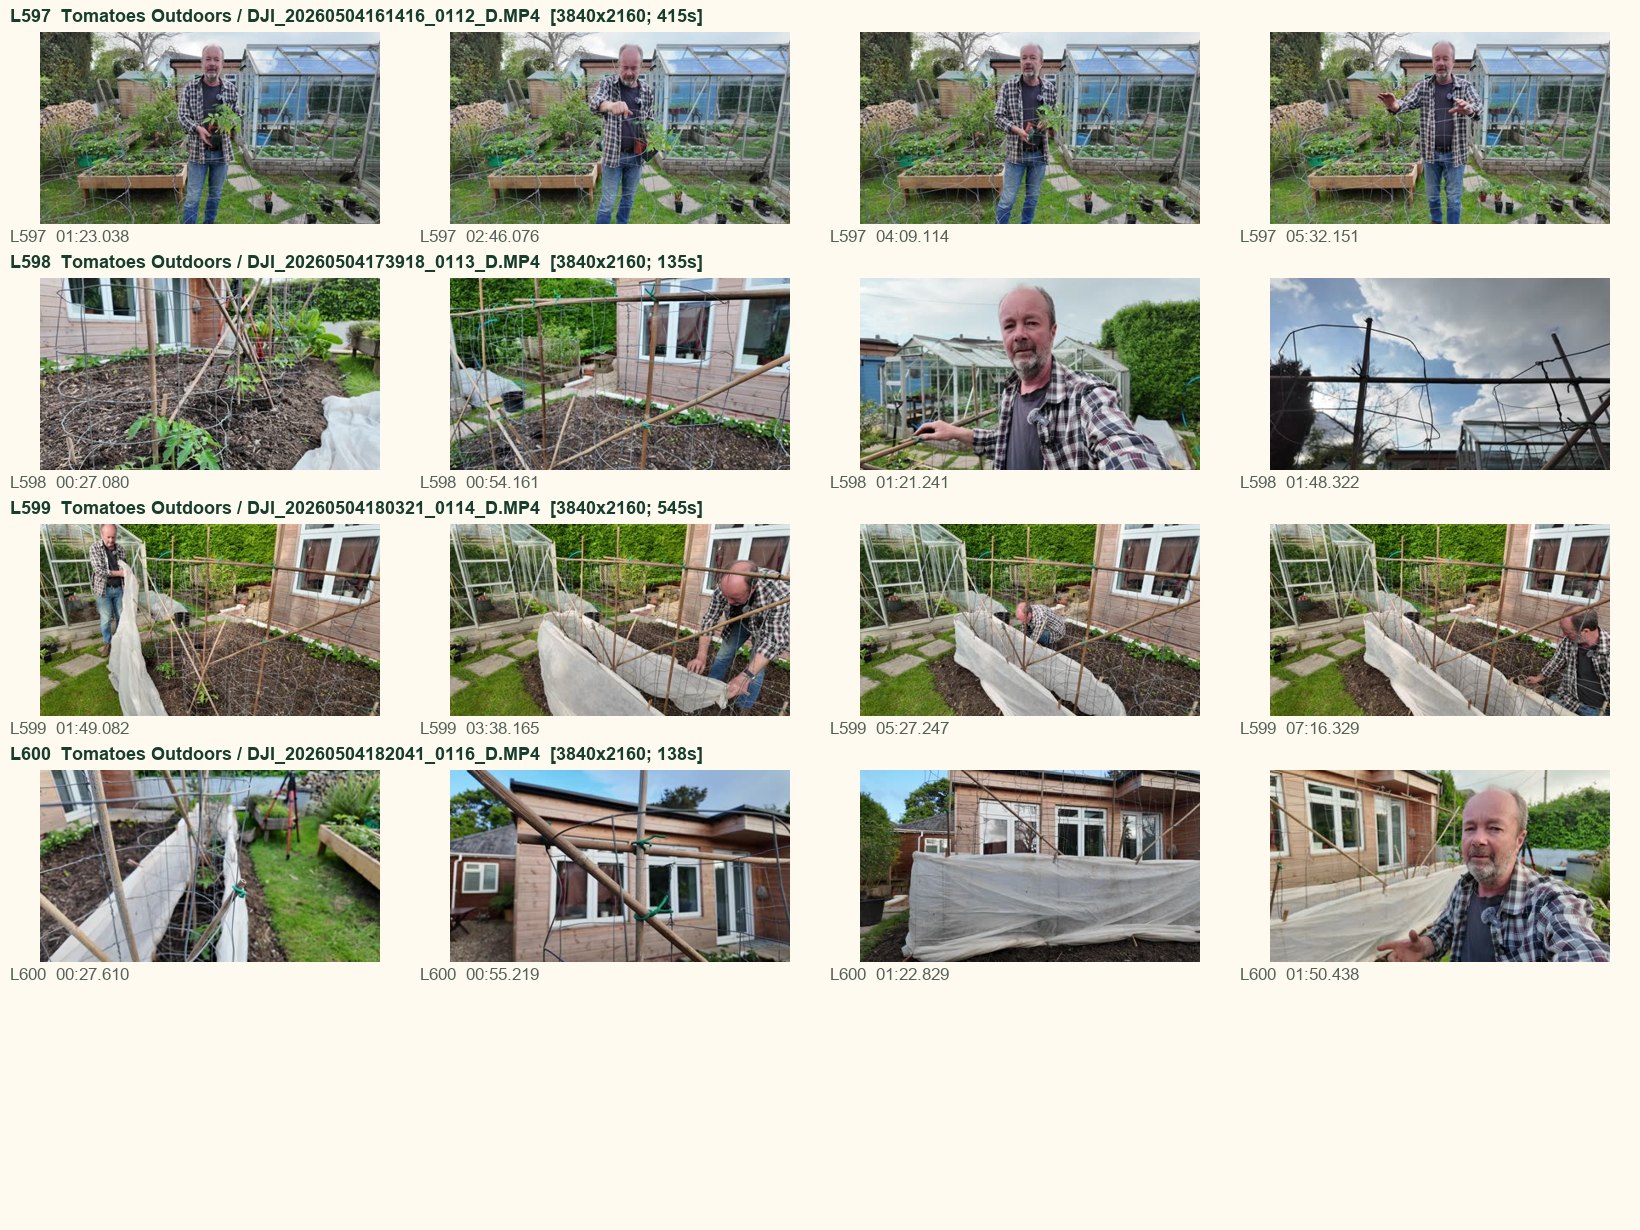 L597  Tomatoes Outdoors / DJI_20260504161416_0112_D.MP4  [3840x2160; 415s]
L597  01:23.038
L597  02:46.076
L597  04:09.114
L597  05:32.151
L598  Tomatoes Outdoors / DJI_20260504173918_0113_D.MP4  [3840x2160; 135s]
L598  00:27.080
L598  00:54.161
L598  01:21.241
L598  01:48.322
L599  Tomatoes Outdoors / DJI_20260504180321_0114_D.MP4  [3840x2160; 545s]
L599  01:49.082
L599  03:38.165
L599  05:27.247
L599  07:16.329
L600  Tomatoes Outdoors / DJI_20260504182041_0116_D.MP4  [3840x2160; 138s]
L600  00:27.610
L600  00:55.219
L600  01:22.829
L600  01:50.438